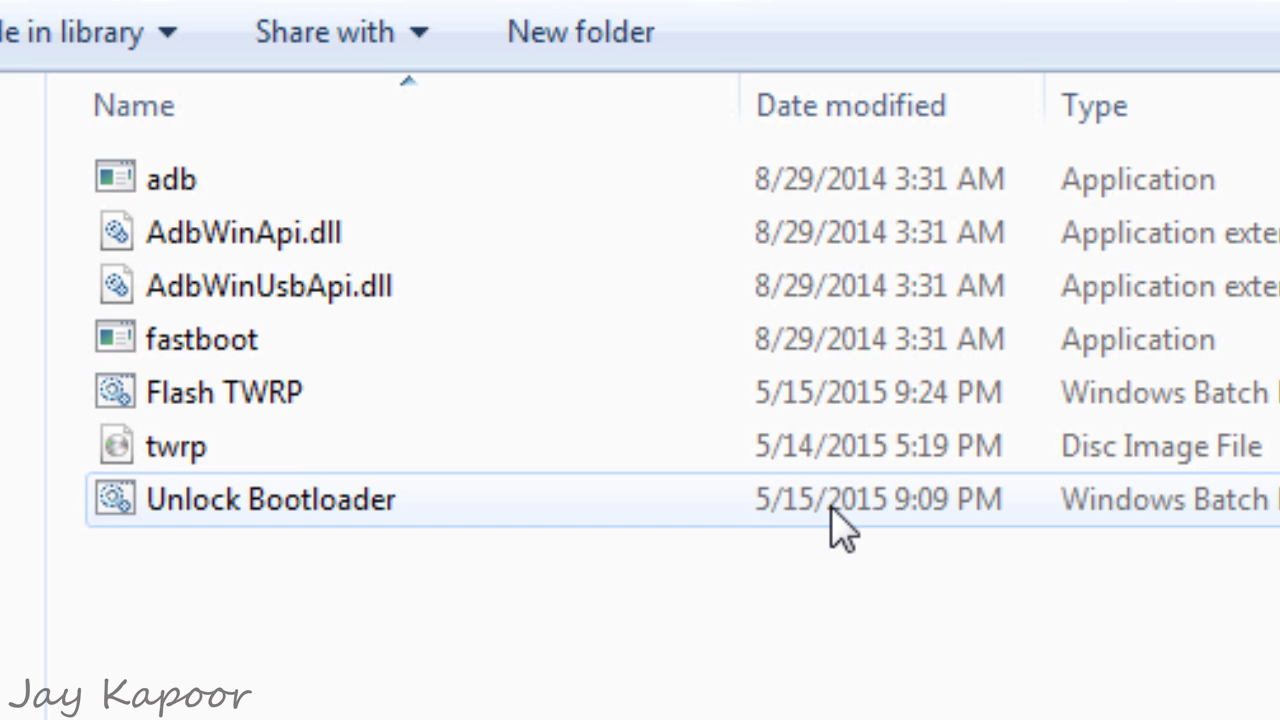 le in library Share with New folder
Name Date modified Type
adb 8/29/2014 3:31 AM Application
AdbWinApi.dll 8/29/2014 3:31 AM Application exte
AdbWinUsbApi.dll 8/29/2014 3:31 AM Application exte
fastboot 8/29/2014 3:31 AM Application
Flash TWRP 5/15/2015 9:24 PM Windows Batch
twrp 5/14/2015 5:19 PM Disc Image File
Unlock Bootloader 5/15/2015 9:09 PM Windows Batch
Jay Kapoor